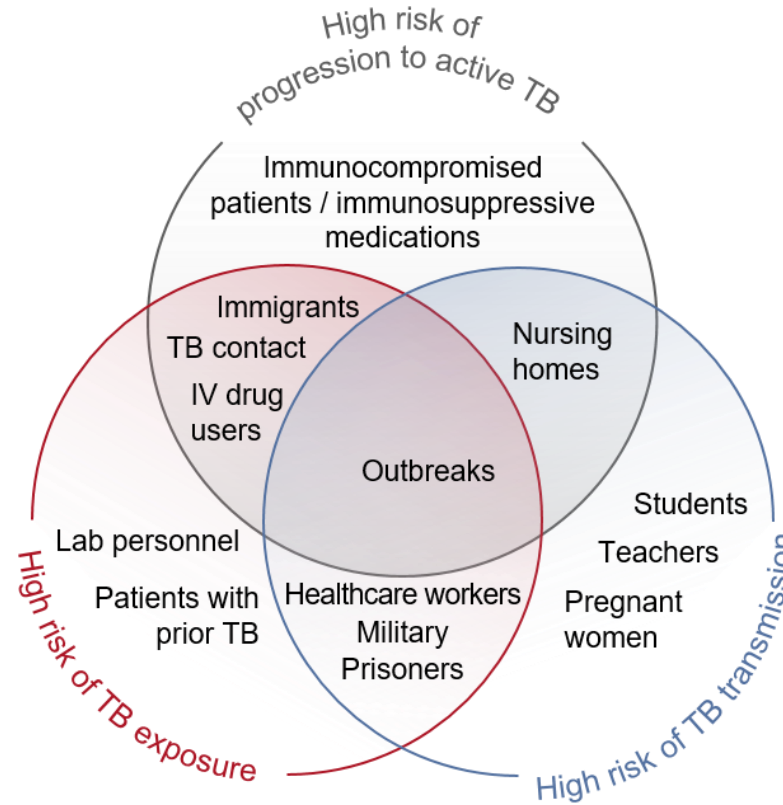 High risk of
progression to active TB
Immunocompromised
patients / immunosuppressive
medications
Immigrants
TB contact
IV drug
users
Nursing
homes
Outbreaks
Students
Teachers
Pregnant
women
Lab personnel
Patients with
prior TB
Healthcare workers
Military
Prisoners
High risk of TB exposure
High risk of TB transmission